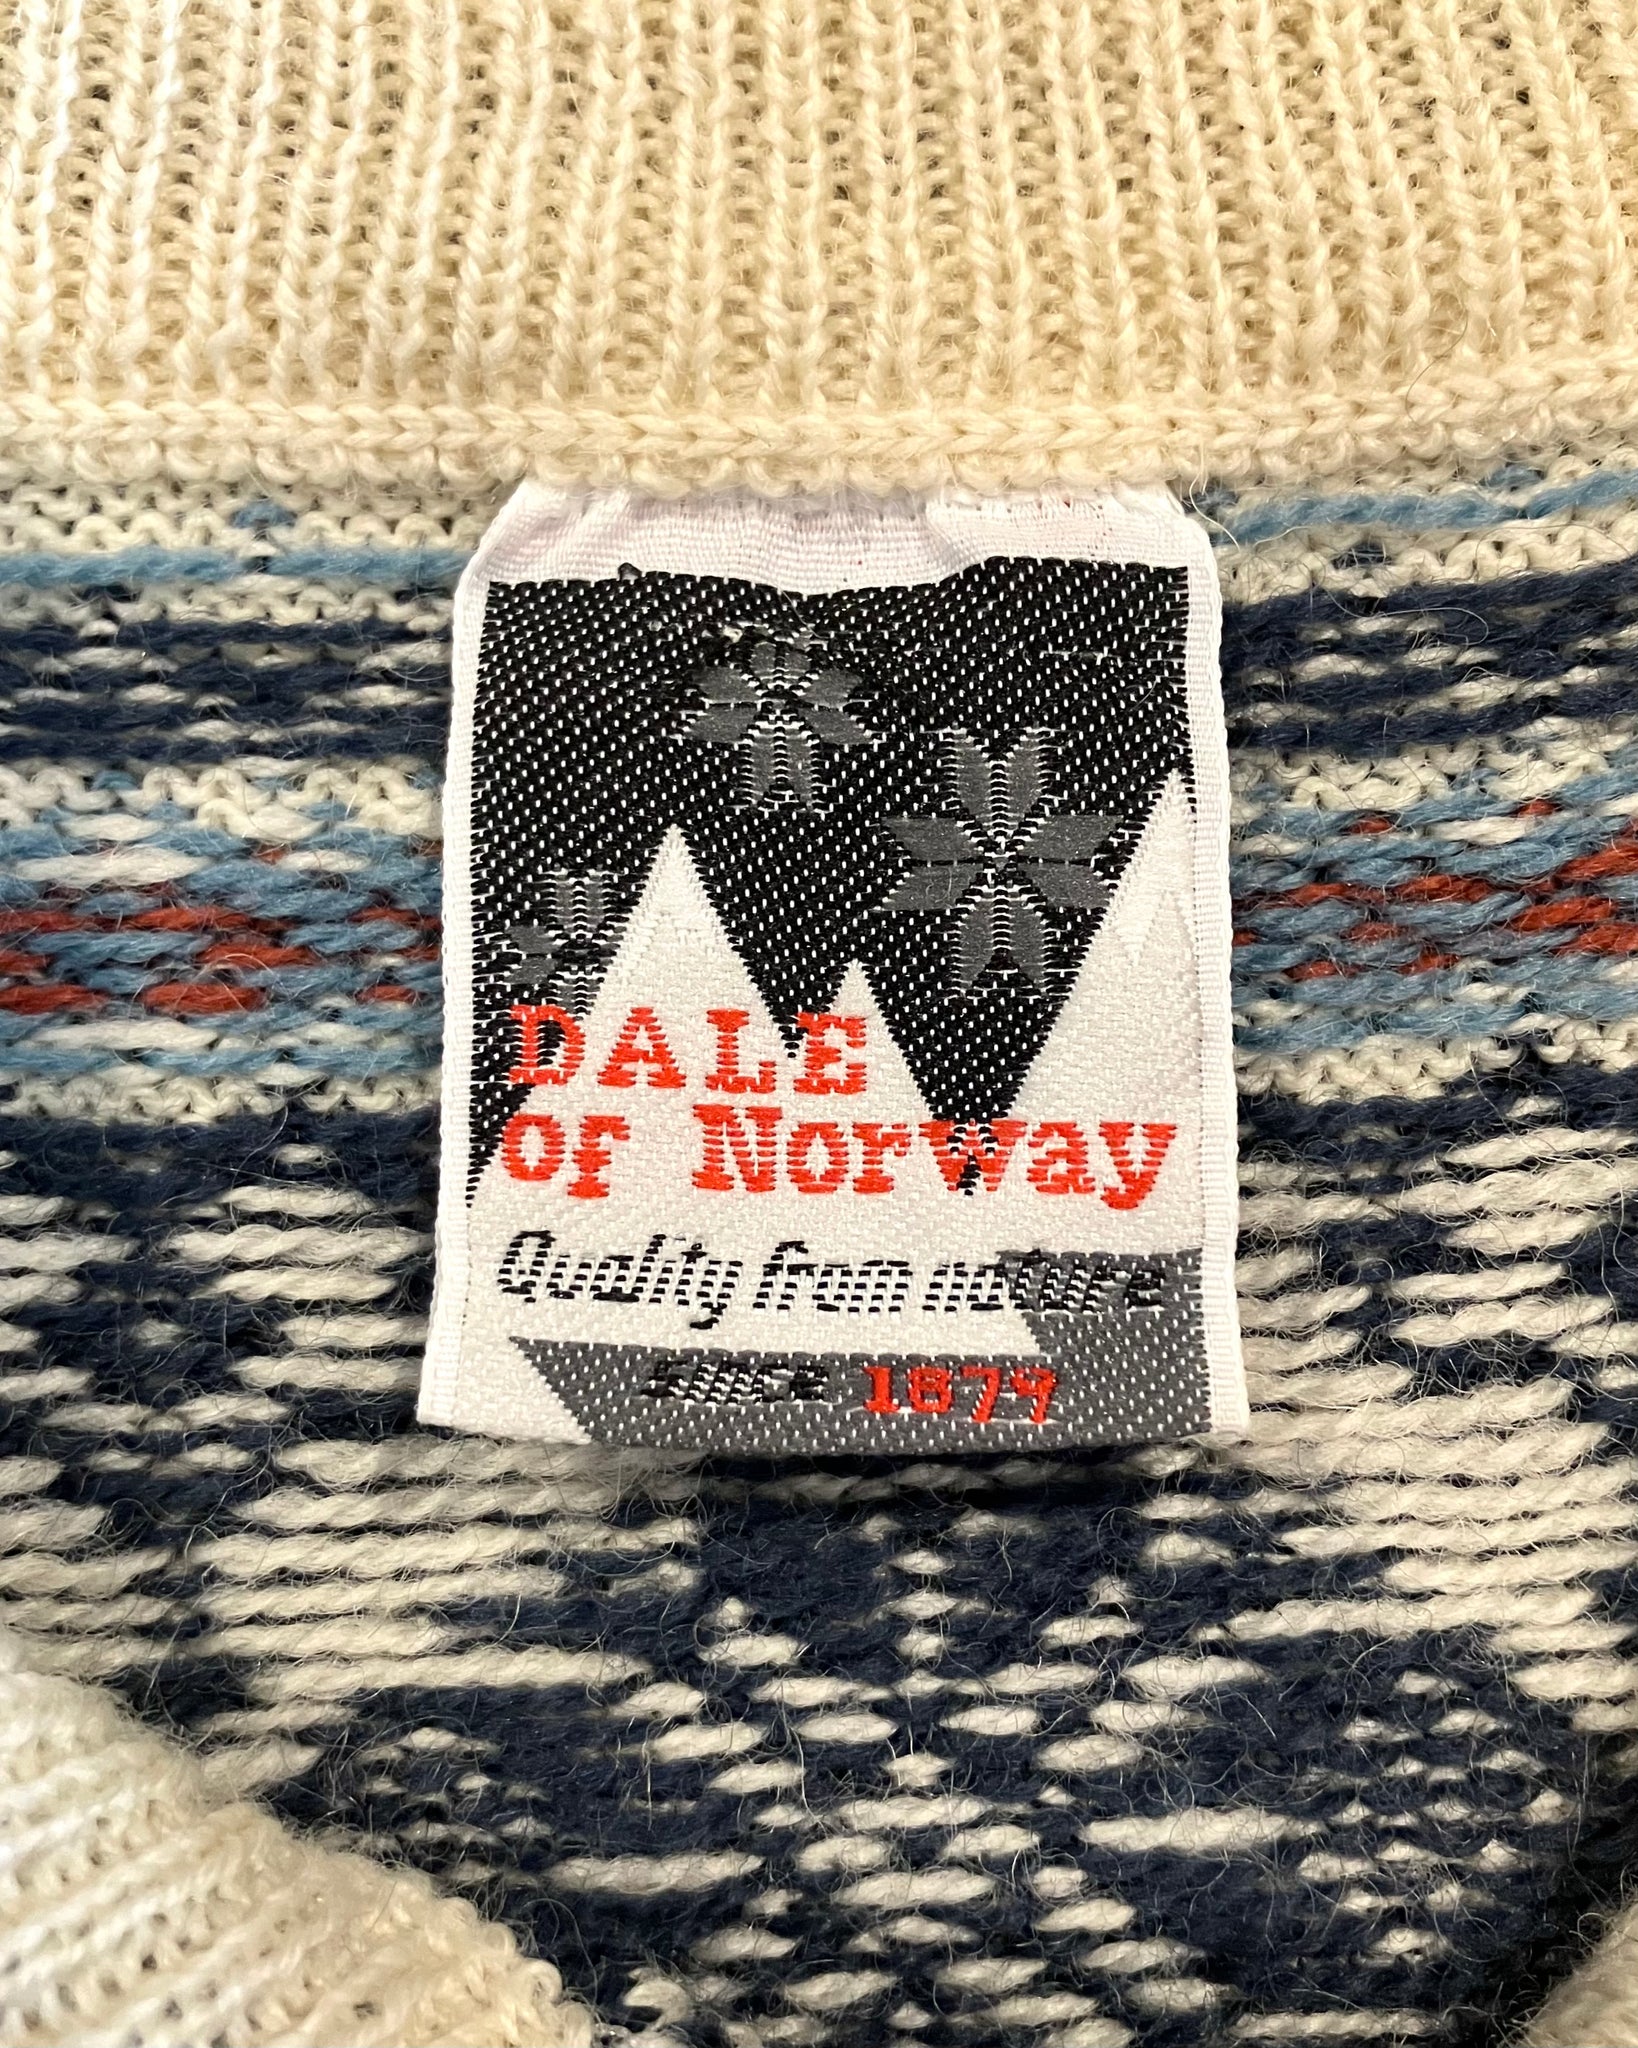 DALE
of Norway
Quality from nature
since 1879